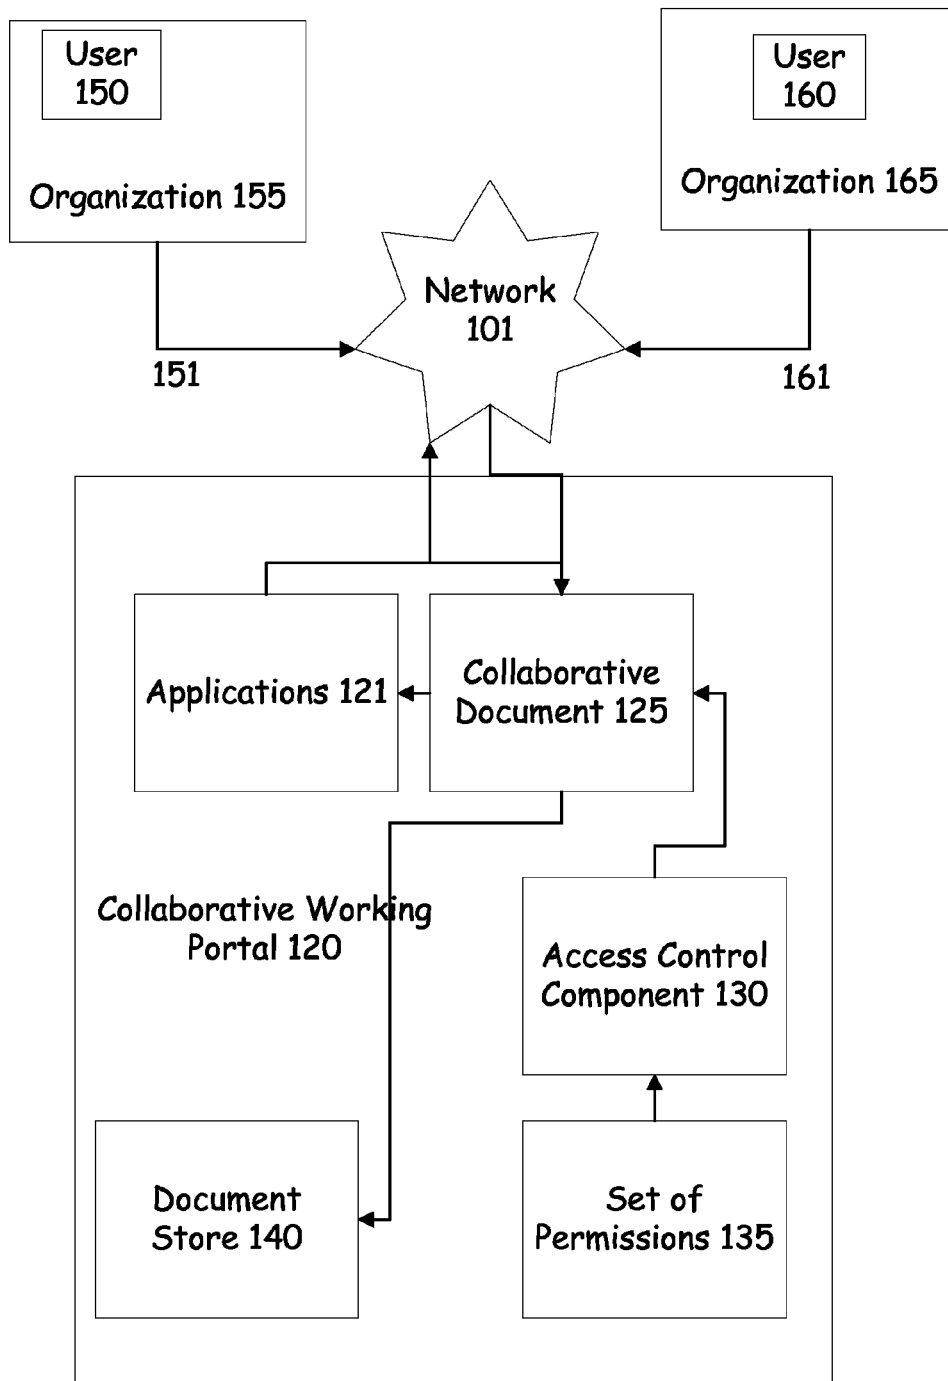 User
150
Organization 155
User
160
Organization 165
Network
101
151
161
Applications 121
Collaborative
Document 125
Collaborative Working
Portal 120
Access Control
Component 130
Document
Store 140
Set of
Permissions 135